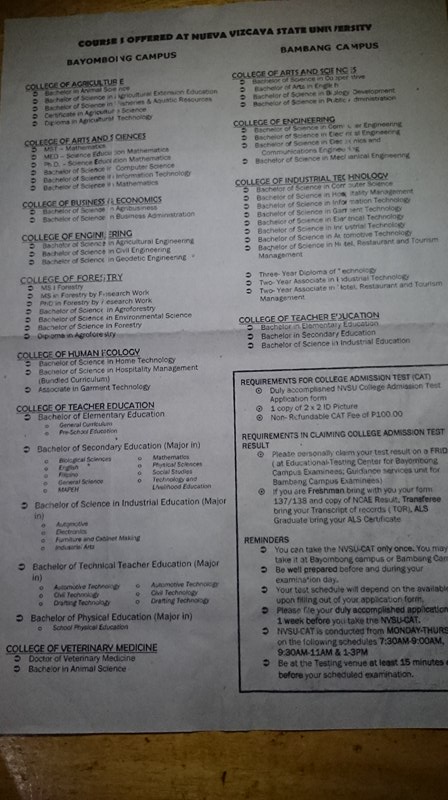 COURSES OFFERED AT NUEVA VIZCAYA STATE UNIVERSITY
BAYOMBONG CAMPUS
COLLEGE OF AGRICULTURE
Bachelor in Animal Science
Bachelor of Science in Agricultural Extension Education
Bachelor of Science in Fisheries & Aquatic Resources
Certificate in Agricultural Science
Diploma in Agricultural Technology
COLLEGE OF ARTS AND SCIENCES
MST – Mathematics
MED – Science Education Mathematics
Ph.D. – Science Education Mathematics
Bachelor of Science in Computer Science
Bachelor of Science in Information Technology
Bachelor of Science in Mathematics
COLLEGE OF BUSINESS ECONOMICS
Bachelor of Science in Agribusiness
Bachelor of Science in Business Administration
COLLEGE OF ENGINEERING
Bachelor of Science in Agricultural Engineering
Bachelor of Science in Civil Engineering
Bachelor of Science in Geodetic Engineering
COLLEGE OF FORESTRY
MS Forestry
MS in Forestry by Research Work
PhD in Forestry by Research Work
Bachelor of Science in Agroforestry
Bachelor of Science in Environmental Science
Bachelor of Science in Forestry
Diploma in Agroforestry
COLLEGE OF HUMAN ECOLOGY
Bachelor of Science in Home Technology
Bachelor of Science in Hospitality Management
(Bundled Curriculum)
Associate in Garment Technology
COLLEGE OF TEACHER EDUCATION
Bachelor of Elementary Education
General Curriculum
Pre-School Education
Bachelor of Secondary Education (Major in)
Biological Sciences
English
Filipino
General Science
MAPEH
Mathematics
Physical Sciences
Social Studies
Technology and
Livelihood Education
Bachelor of Science in Industrial Education (Major
in)
Automotive
Electronics
Furniture and Cabinet Making
Industrial Arts
Bachelor of Technical Teacher Education (Major
in)
Automotive Technology
Civil Technology
Drafting Technology
Automotive Technology
Civil Technology
Drafting Technology
Bachelor of Physical Education (Major in)
School Physical Education
COLLEGE OF VETERINARY MEDICINE
Doctor of Veterinary Medicine
Bachelor in Animal Science
BAMBANG CAMPUS
COLLEGE OF ARTS AND SCIENCES
Bachelor of Science in
Bachelor of Arts in English
Bachelor of Science in Biology Development
Bachelor of Science in Public Administration
COLLEGE OF ENGINEERING
Bachelor of Science in Computer Engineering
Bachelor of Science in Electrical Engineering
Bachelor of Science in Electronics and
Communications Engineering
Bachelor of Science in Mechanical Engineering
COLLEGE OF INDUSTRIAL TECHNOLOGY
Bachelor of Science in Computer Science
Bachelor of Science in Hospitality Management
Bachelor of Science in Information Technology
Bachelor of Science in Garment Technology
Bachelor of Science in Electrical Technology
Bachelor of Science in Industrial Technology
Bachelor of Science in Automotive Technology
Bachelor of Science in Hotel, Restaurant and Tourism
Management
Three-Year Diploma of Technology
Two-Year Associate in Industrial Technology
Two-Year Associate in Hotel, Restaurant and Tourism
Management
COLLEGE OF TEACHER EDUCATION
Bachelor in Elementary Education
Bachelor in Secondary Education
Bachelor of Science in Industrial Education
REQUIREMENTS FOR COLLEGE ADMISSION TEST (CAT)
Duly accomplished NVSU College Admission Test
Application form
1 copy of 2 x 2 ID Picture
Non- Refundable CAT Fee of P100.00
REQUIREMENTS IN CLAIMING COLLEGE ADMISSION TEST
RESULT
Please personally claim your test result on a FRID
( at Educational-Testing Center for Bayombong
Campus Examinees; Guidance services unit for
Bambang Campus Examinees)
If you are Freshman bring with you your form
137/138 and copy of NCAE Result, Transferee
bring your Transcript of records ( TOR), ALS
Graduate bring your ALS Certificate
REMINDERS
You can take the NVSU-CAT only once. You may
take it at Bayombong campus or Bambang Cam
Be well prepared before and during your
examination day.
Your test schedule will depend on the available
upon filling out of your application form.
Please file your duly accomplished application
1 week before you take the NVSU-CAT.
NVSU-CAT is conducted from MONDAY-THURS
on the following schedules 7:30AM-9:00AM,
9:30AM-11AM & 1-3PM
Be at the Testing venue at least 15 minutes
before your scheduled examination.